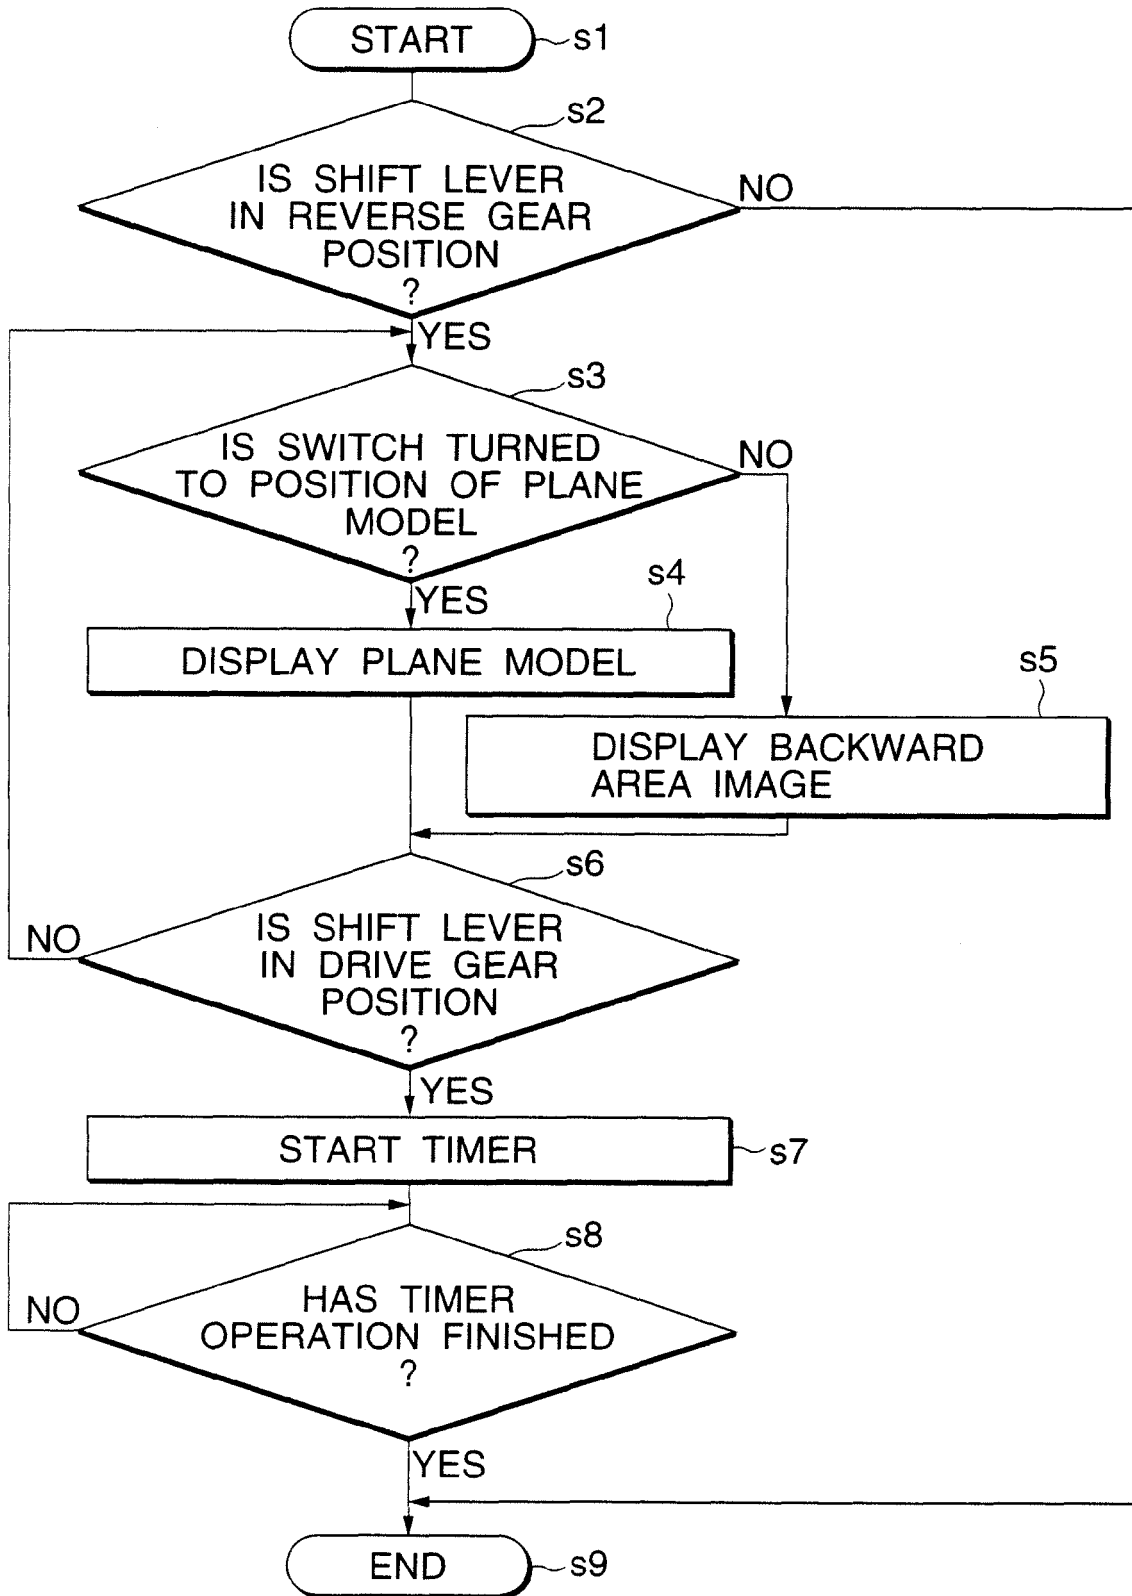 START
s1
s2
IS SHIFT LEVER
IN REVERSE GEAR
POSITION
?
NO
YES
s3
IS SWITCH TURNED
TO POSITION OF PLANE
MODEL
?
NO
YES
s4
DISPLAY PLANE MODEL
s5
DISPLAY BACKWARD
AREA IMAGE
s6
IS SHIFT LEVER
IN DRIVE GEAR
POSITION
?
NO
YES
START TIMER
s7
s8
HAS TIMER
OPERATION FINISHED
?
NO
YES
END
s9